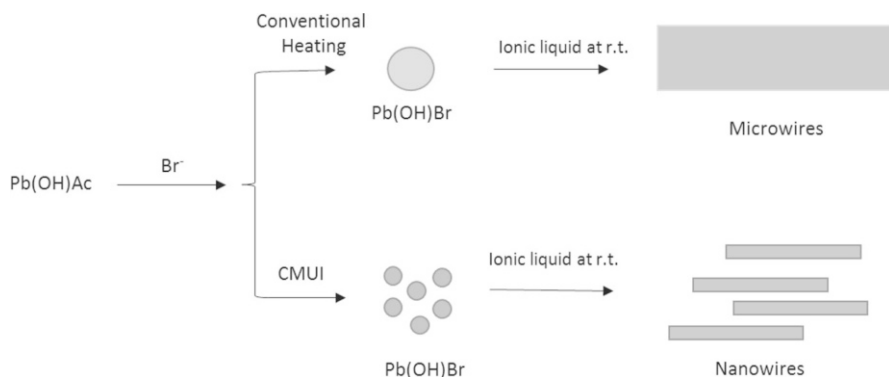 Conventional
Heating
Ionic liquid at r.t.
Pb(OH)Br
Microwires
Pb(OH)Ac
Br⁻
CMUI
Ionic liquid at r.t.
Pb(OH)Br
Nanowires